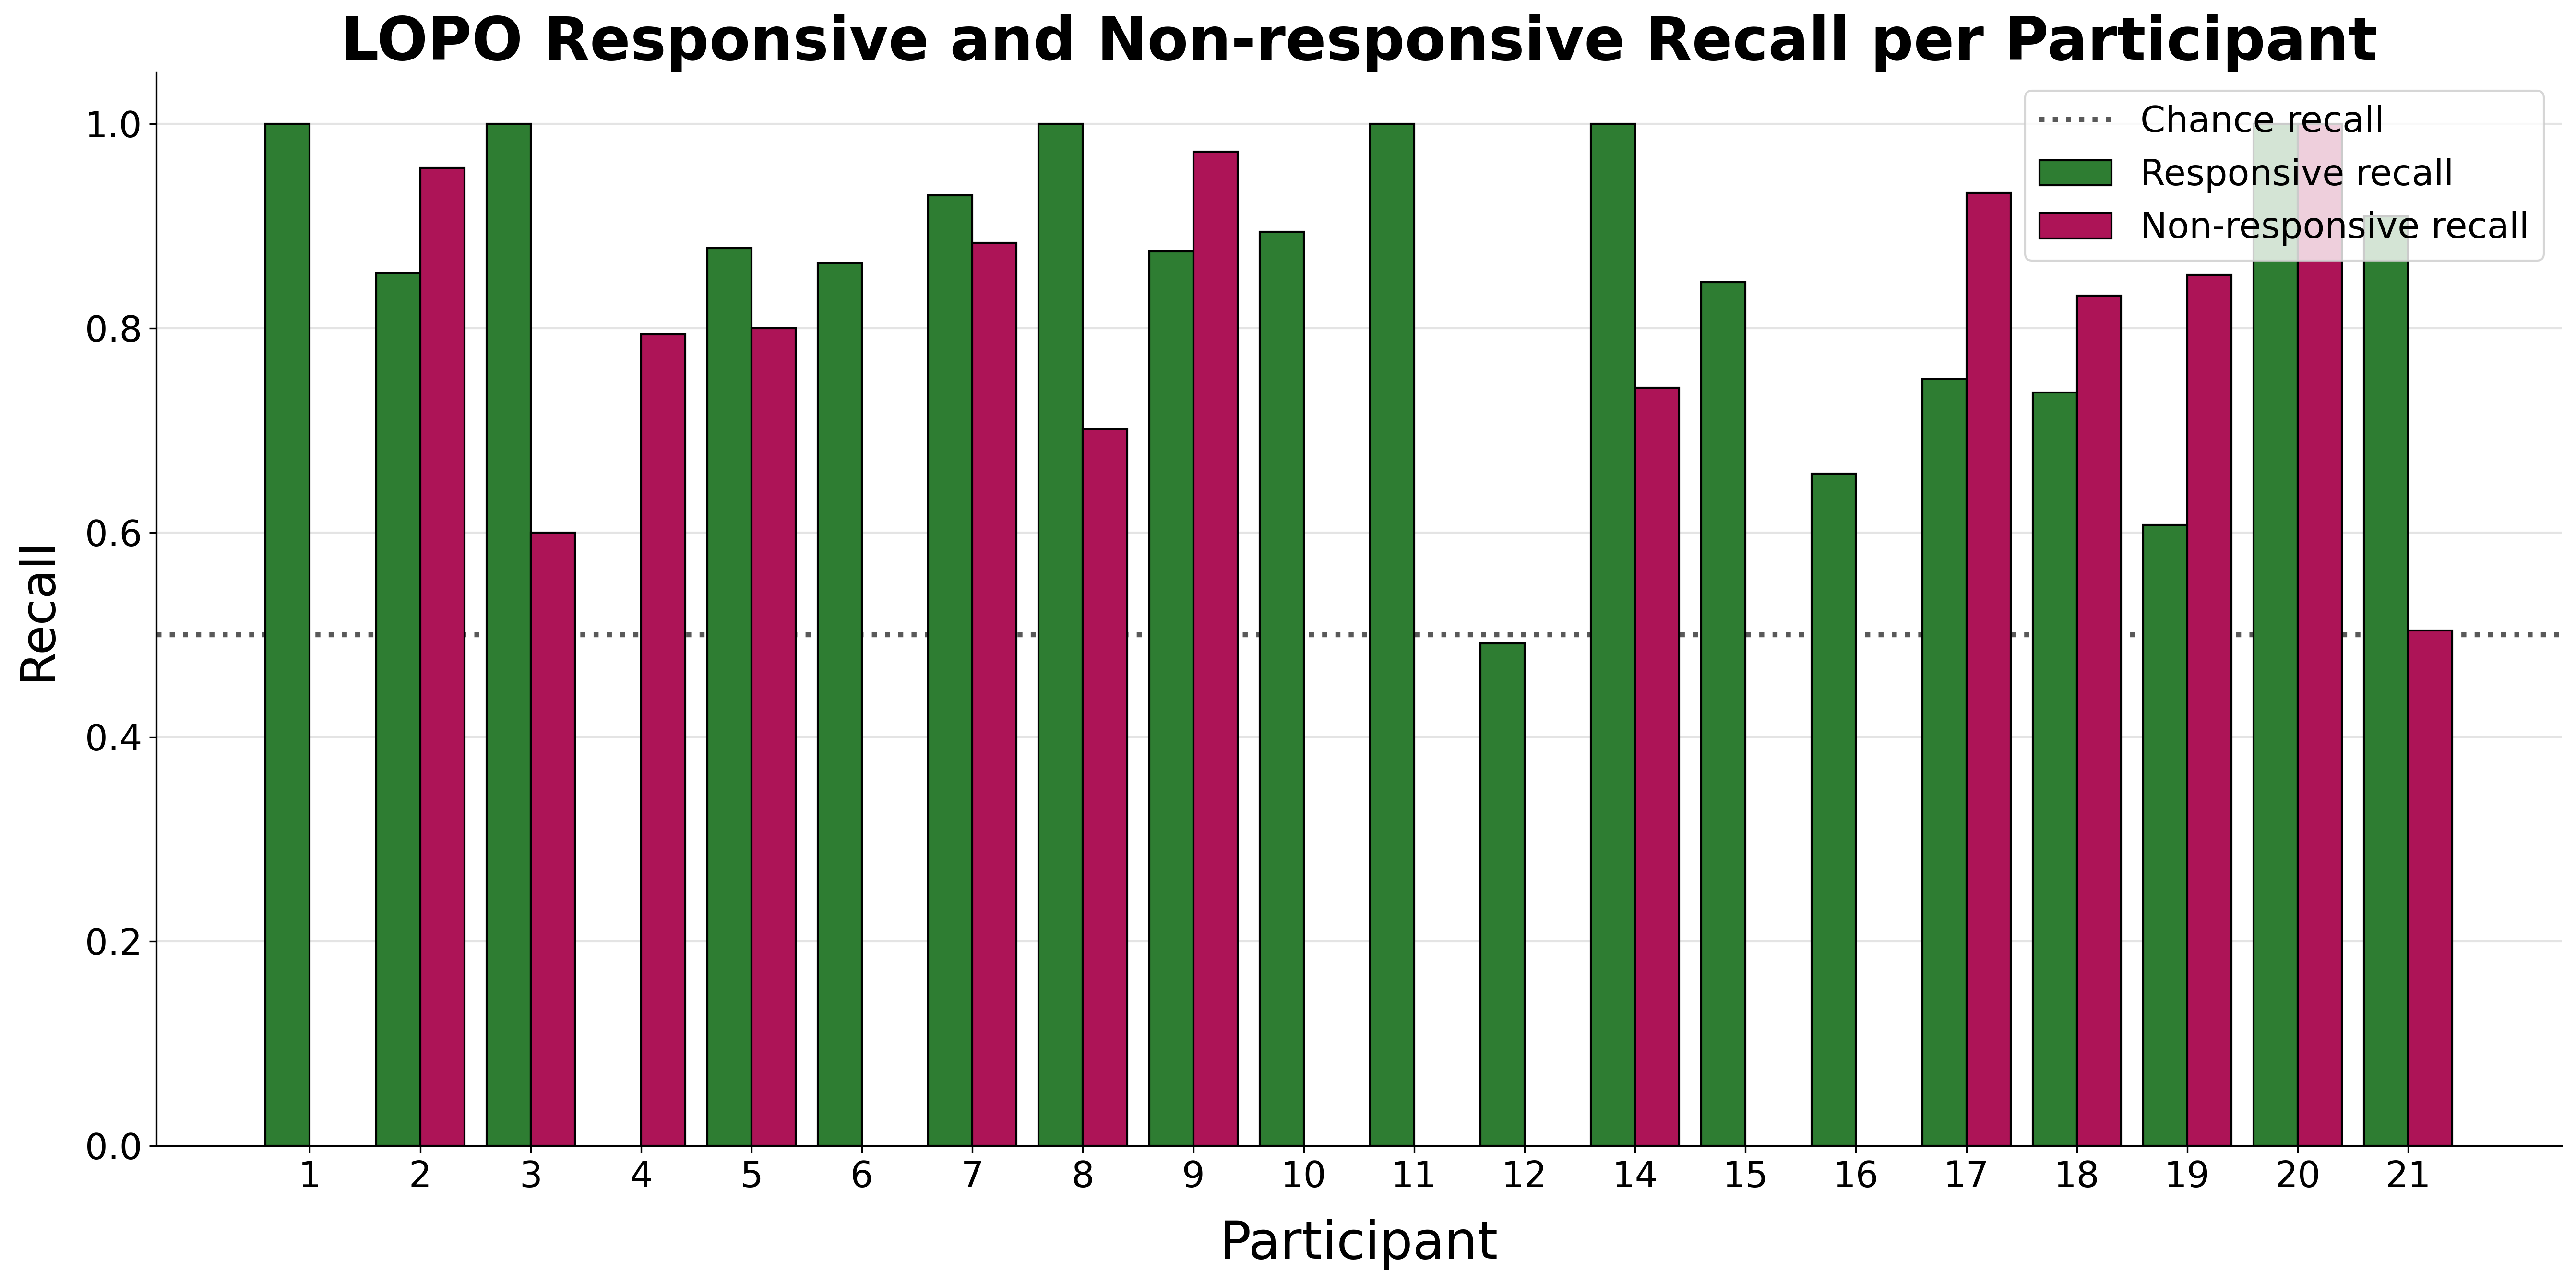 LOPO Responsive and Non-responsive Recall per Participant
Chance recall
Responsive recall
Non-responsive recall
Recall
1.0
0.8
0.6
0.4
0.2
0.0
1 2 3 4 5 6 7 8 9 10 11 12 14 15 16 17 18 19 20 21
Participant